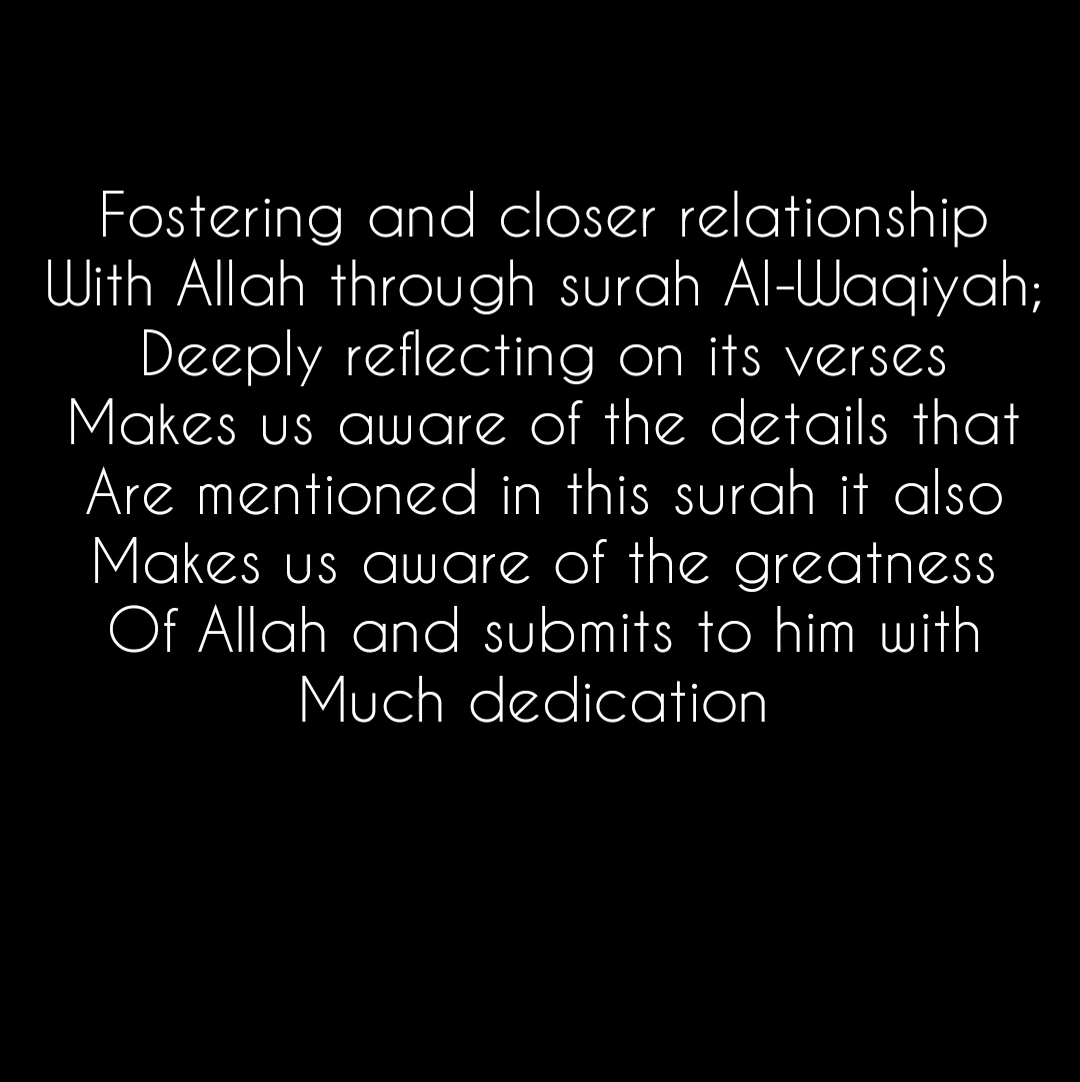 Fostering and closer relationship
With Allah through surah Al-Waqiyah;
Deeply reflecting on its verses
Makes us aware of the details that
Are mentioned in this surah it also
Makes us aware of the greatness
Of Allah and submits to him with
Much dedication